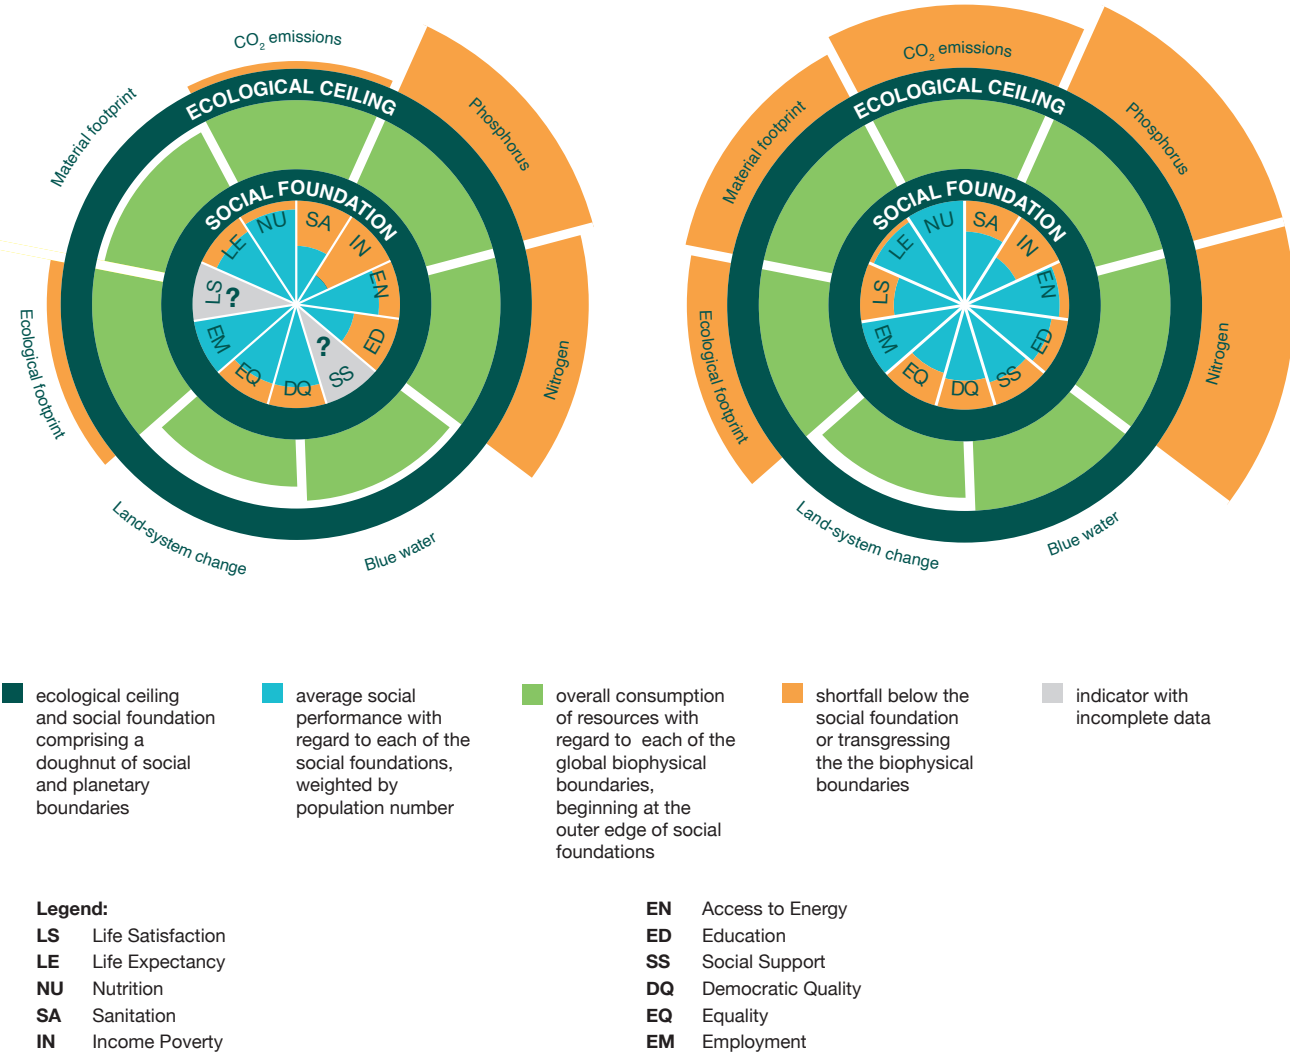 CO2 emissions
Material footprint
Phosphorus
ECOLOGICAL CEILING
SOCIAL FOUNDATION
NU
SA
LE
IN
LS
?
EN
EM
?
ED
EQ
DQ
SS
Ecological footprint
Nitrogen
Land-system change
Blue water
CO2 emissions
Material footprint
Phosphorus
ECOLOGICAL CEILING
SOCIAL FOUNDATION
NU
SA
LE
IN
LS
EN
EM
ED
EQ
DQ
SS
Ecological footprint
Nitrogen
Land-system change
Blue water
ecological ceiling
and social foundation
comprising a
doughnut of social
and planetary
boundaries
average social
performance with
regard to each of the
social foundations,
weighted by
population number
overall consumption
of resources with
regard to each of the
global biophysical
boundaries,
beginning at the
outer edge of social
foundations
shortfall below the
social foundation
or transgressing
the the biophysical
boundaries
indicator with
incomplete data
Legend:
LS Life Satisfaction
LE Life Expectancy
NU Nutrition
SA Sanitation
IN Income Poverty
EN Access to Energy
ED Education
SS Social Support
DQ Democratic Quality
EQ Equality
EM Employment